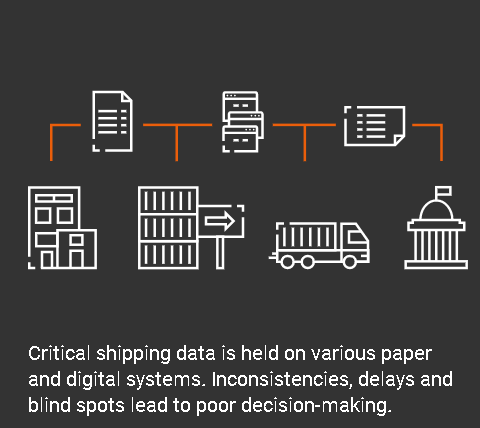 Critical shipping data is held on various paper
and digital systems. Inconsistencies, delays and
blind spots lead to poor decision-making.